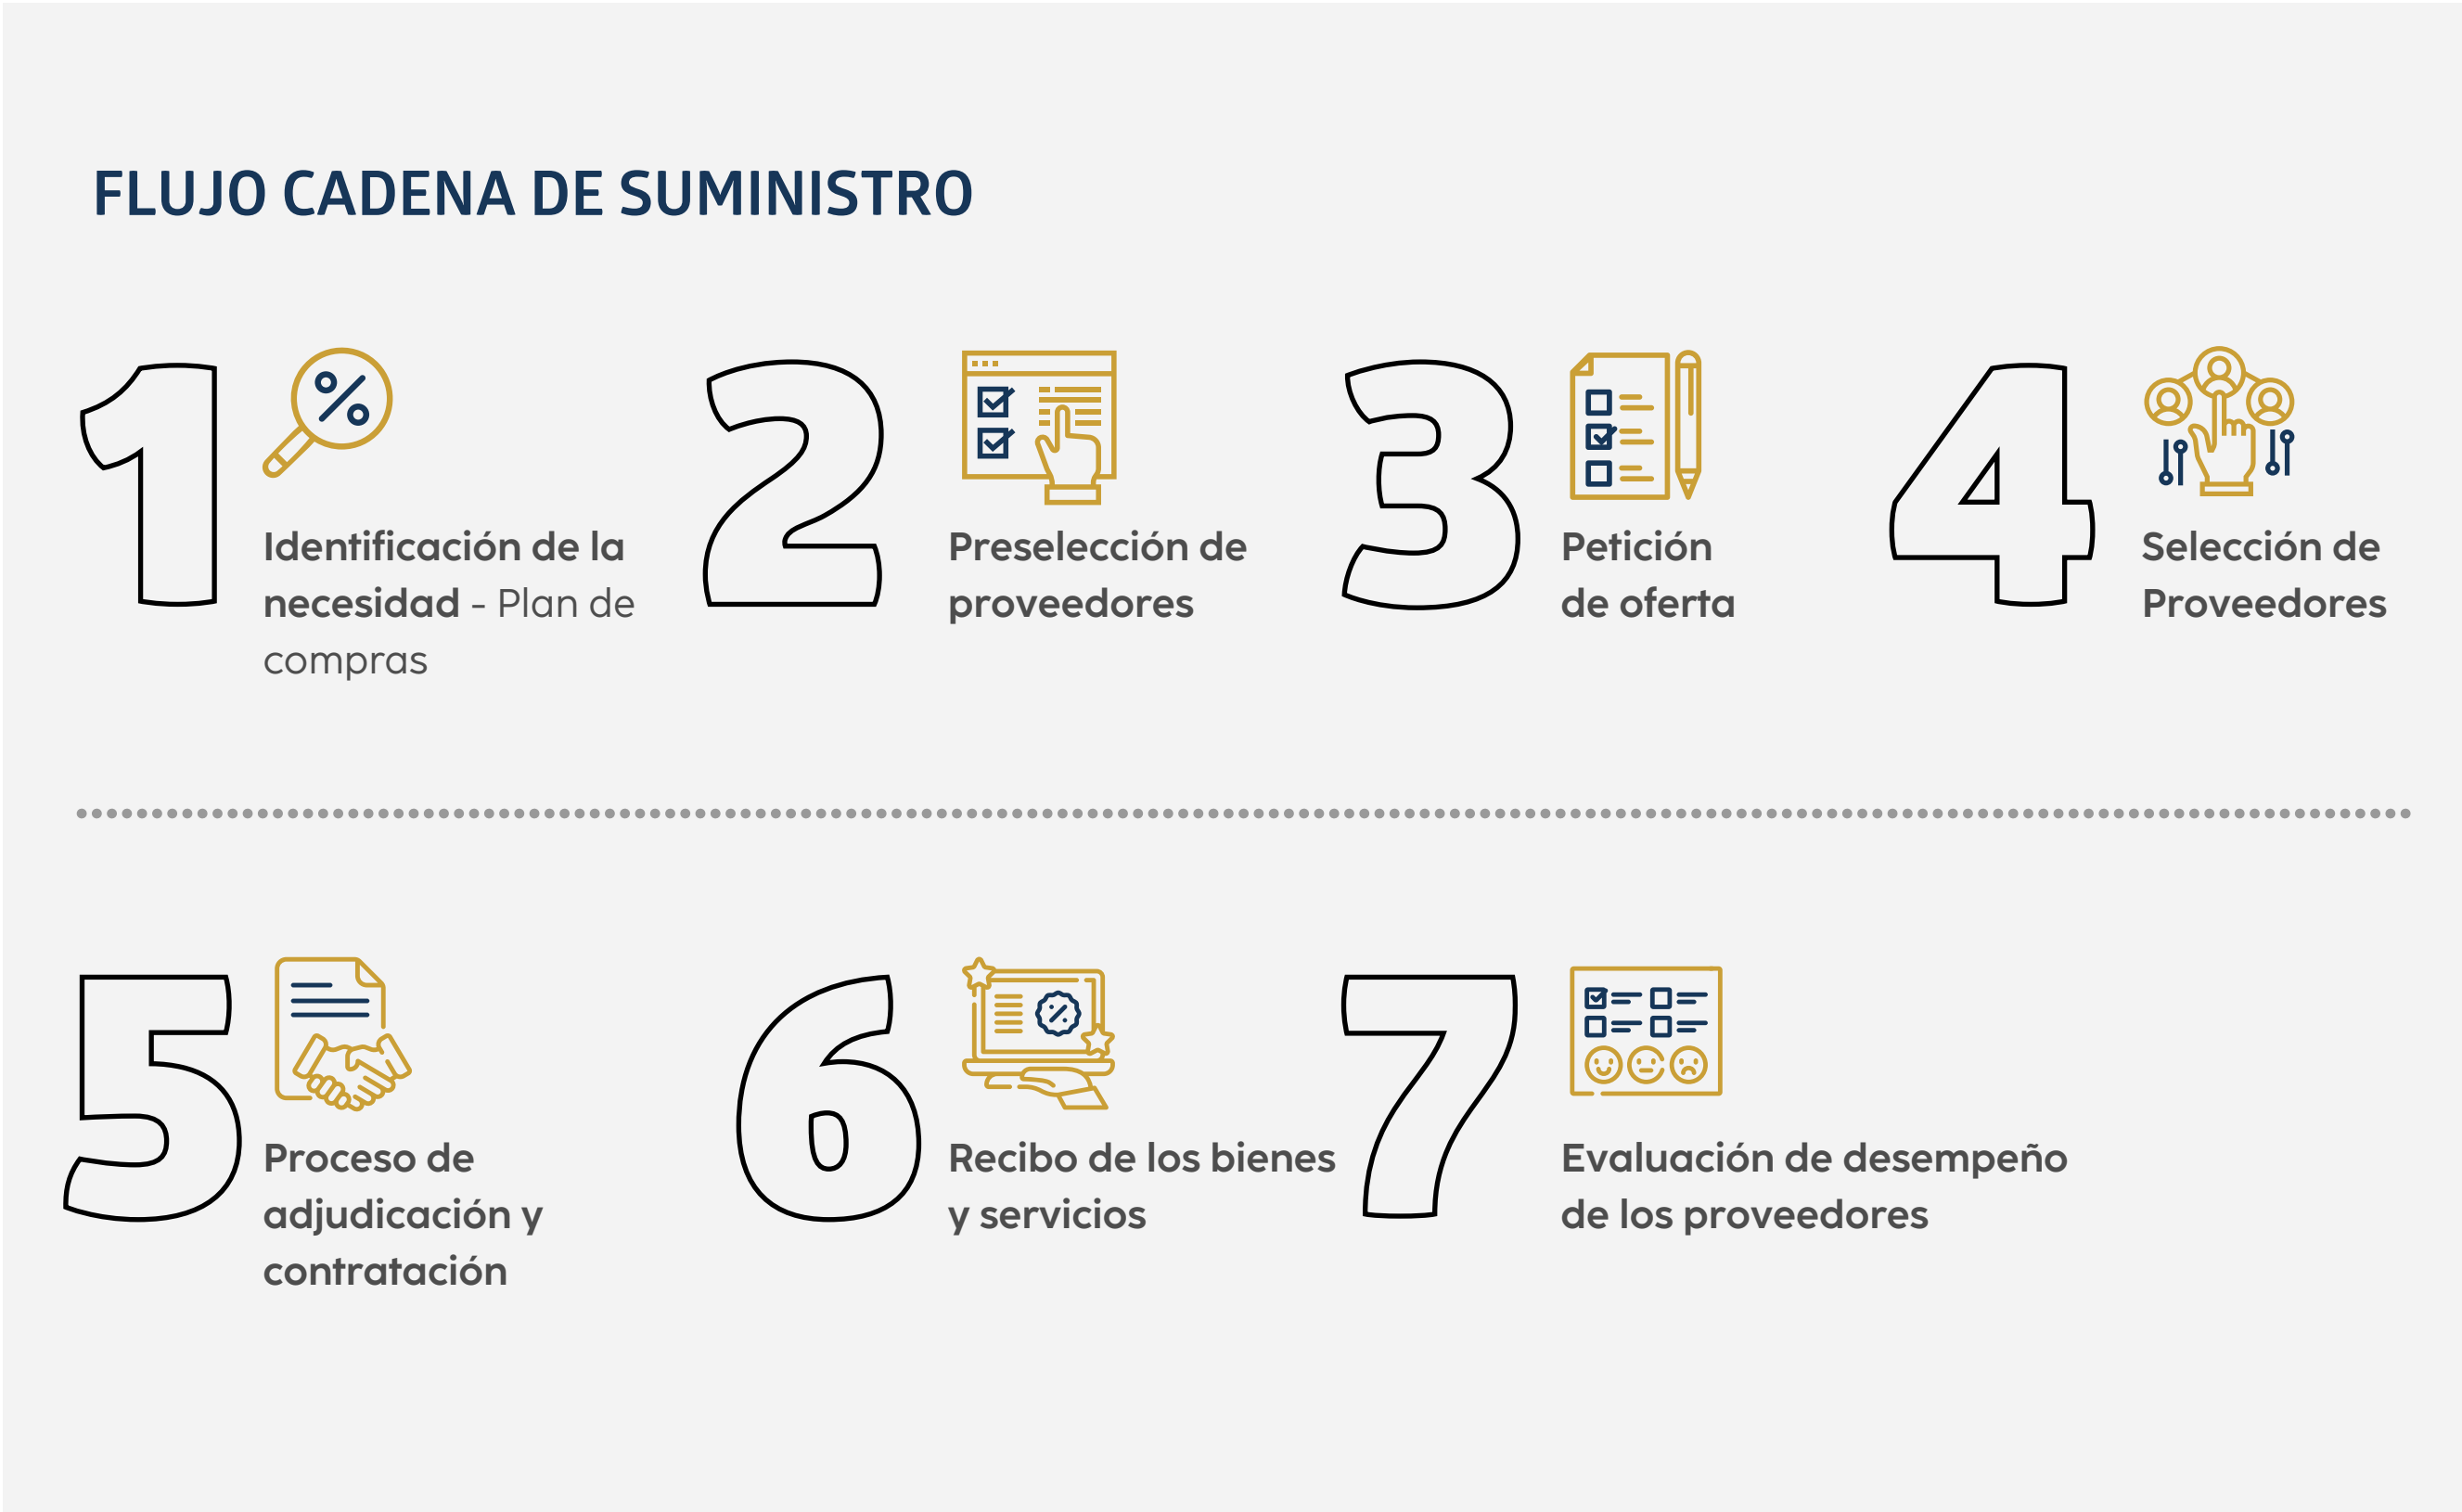 FLUJO CADENA DE SUMINISTRO
1
Identificación de la
necesidad - Plan de
compras
2
Preselección de
proveedores
3
Petición
de oferta
4
Selección de
Proveedores
5
Proceso de
adjudicación y
contratación
6
Recibo de los bienes
y servicios
7
Evaluación de desempeño
de los proveedores